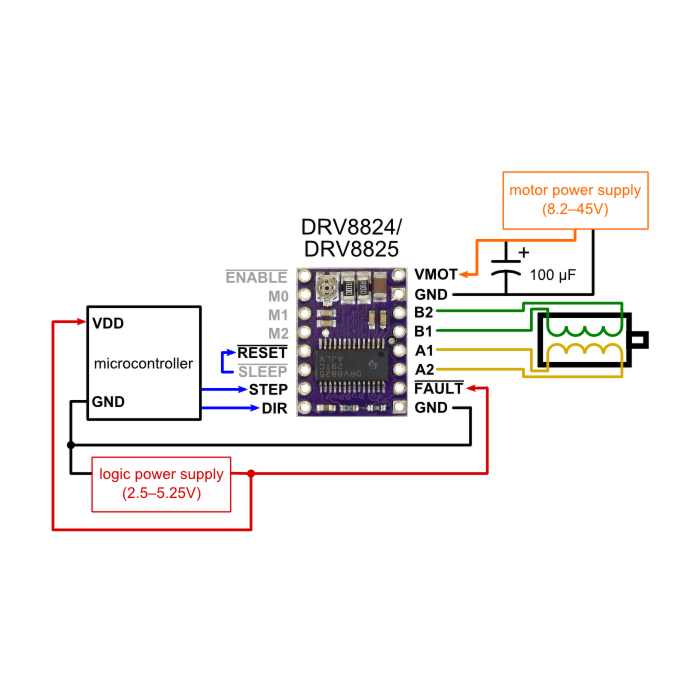 motor power supply
(8.2–45V)
DRV8824/
DRV8825
+
100 µF
ENABLE
M0
M1
M2
RESET
SLEEP
STEP
DIR
VMOT
GND
B2
B1
A1
A2
FAULT
GND
VDD
microcontroller
GND
logic power supply
(2.5–5.25V)